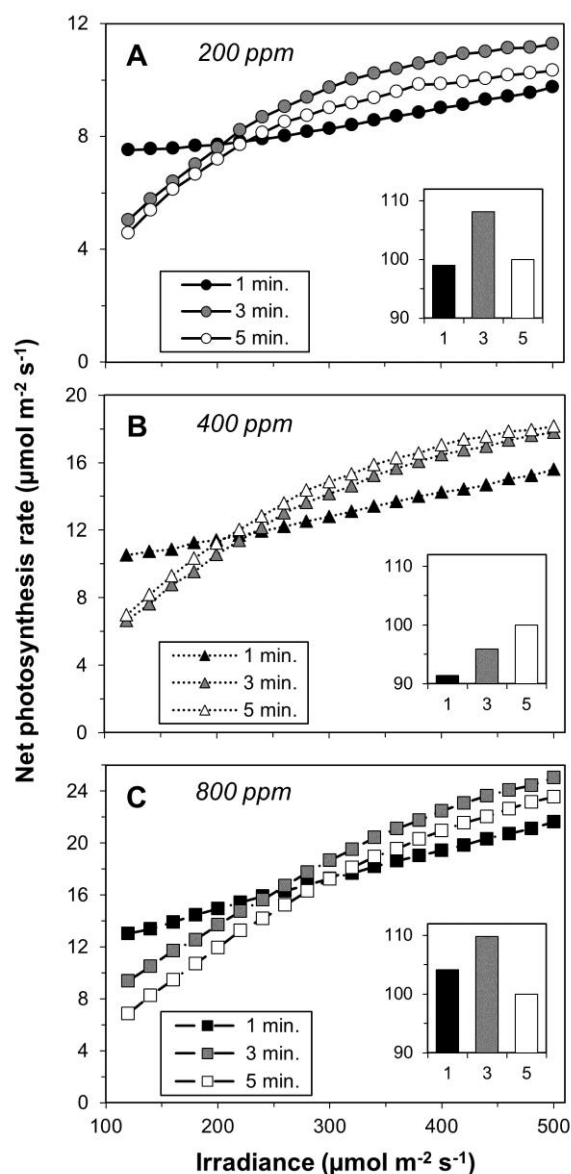 Net photosynthesis rate (µmol m⁻² s⁻¹)
12
8
4
0
A 200 ppm
1 min.
3 min.
5 min.
110
100
90
1 3 5
20
16
12
8
4
0
B 400 ppm
1 min.
3 min.
5 min.
110
100
90
1 3 5
24
20
16
12
8
4
0
C 800 ppm
1 min.
3 min.
5 min.
110
100
90
1 3 5
100 200 300 400 500
Irradiance (µmol m⁻² s⁻¹)